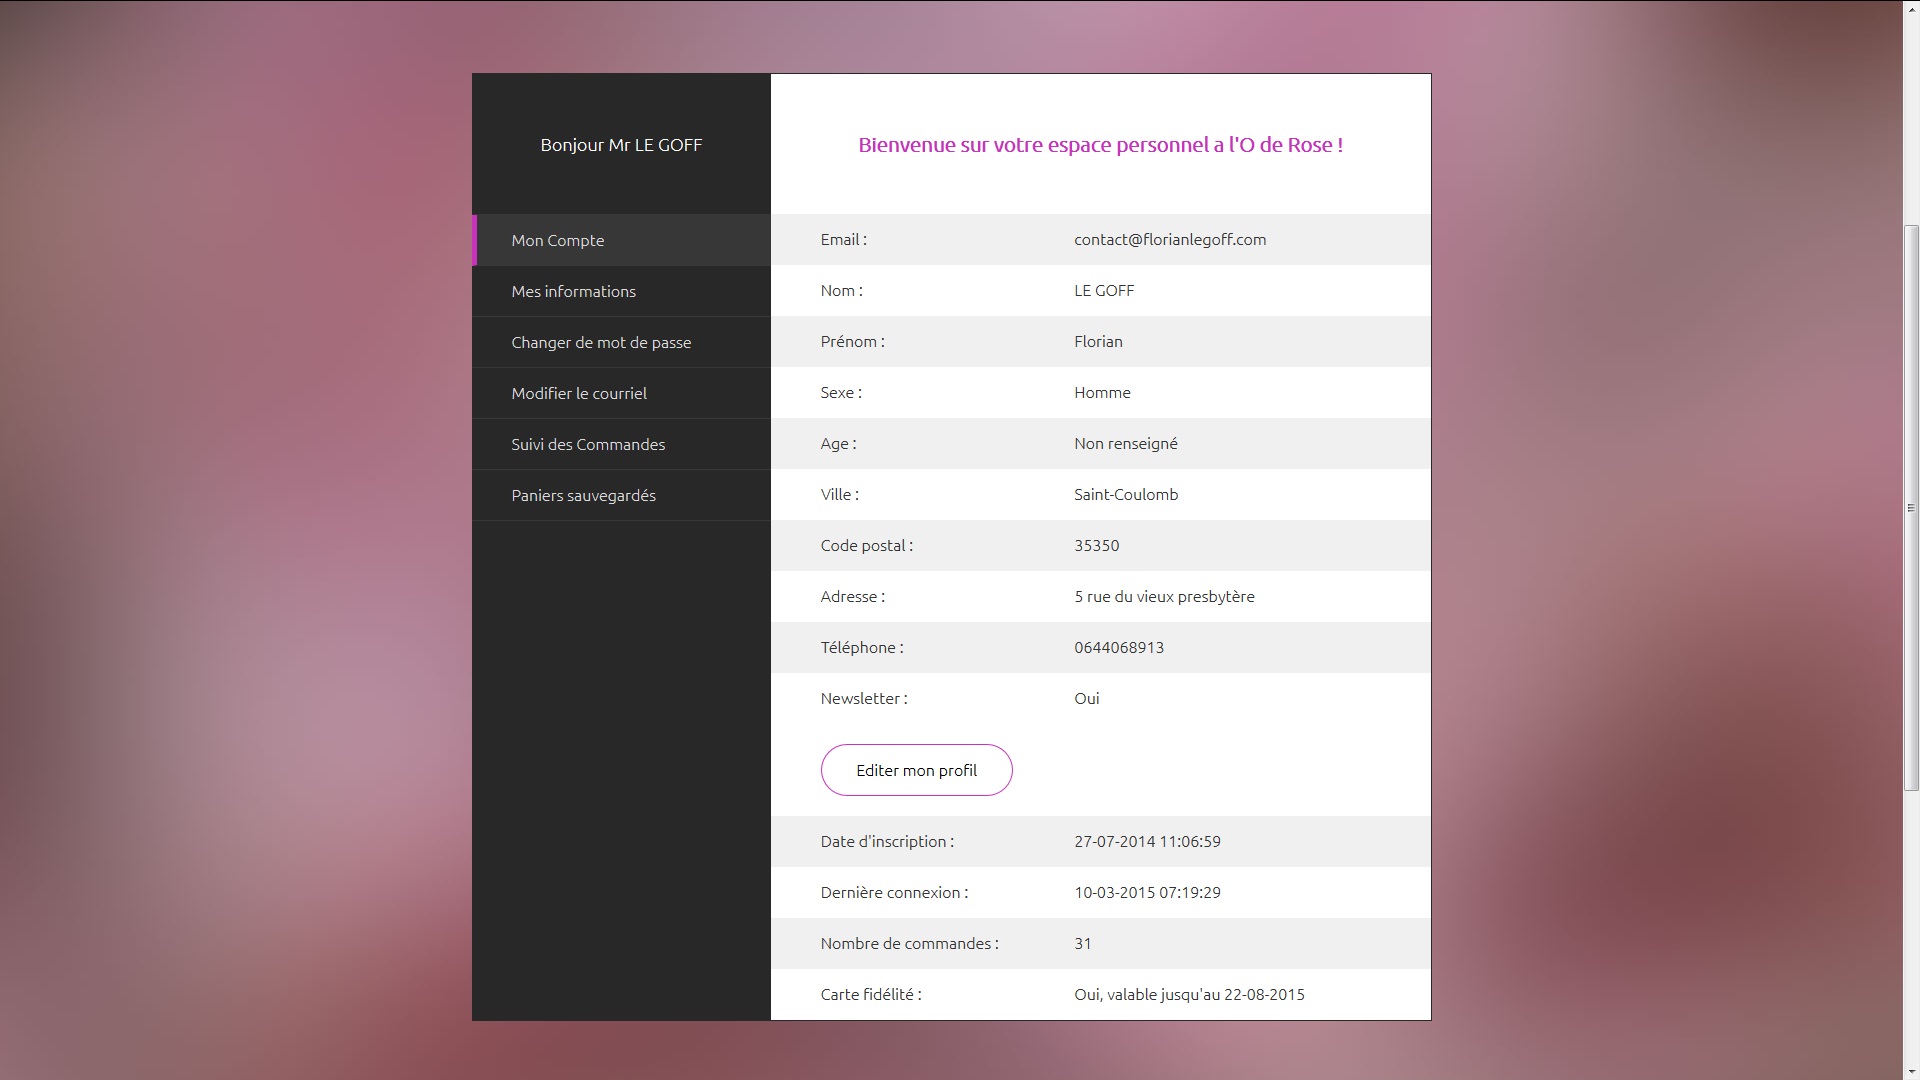 Bonjour Mr LE GOFF
Bienvenue sur votre espace personnel a l'O de Rose !
Mon Compte
Mes informations
Changer de mot de passe
Modifier le courriel
Suivi des Commandes
Paniers sauvegardés
Email : contact@florianlegoff.com
Nom : LE GOFF
Prénom : Florian
Sexe : Homme
Age : Non renseigné
Ville : Saint-Coulomb
Code postal : 35350
Adresse : 5 rue du vieux presbytère
Téléphone : 0644068913
Newsletter : Oui
Editer mon profil
Date d'inscription : 27-07-2014 11:06:59
Dernière connexion : 10-03-2015 07:19:29
Nombre de commandes : 31
Carte fidélité : Oui, valable jusqu'au 22-08-2015